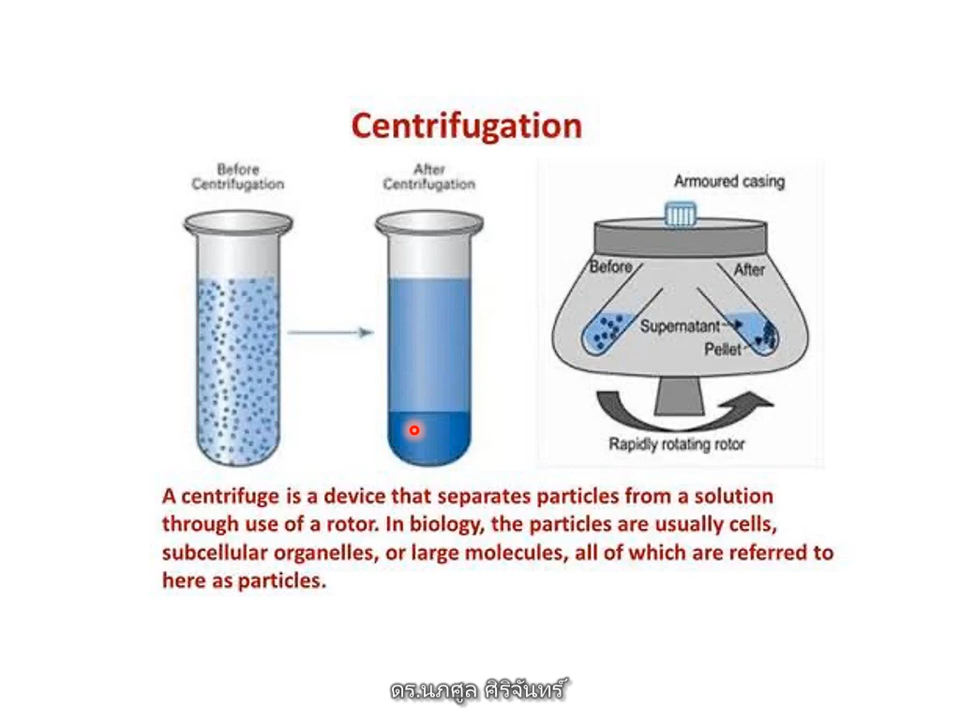 Centrifugation
Before
Centrifugation
After
Centrifugation
Armoured casing
Before
After
Supernatant
Pellet
Rapidly rotating rotor
A centrifuge is a device that separates particles from a solution
through use of a rotor. In biology, the particles are usually cells,
subcellular organelles, or large molecules, all of which are referred to
here as particles.
ดร.นภศูล ศิริจันทร์